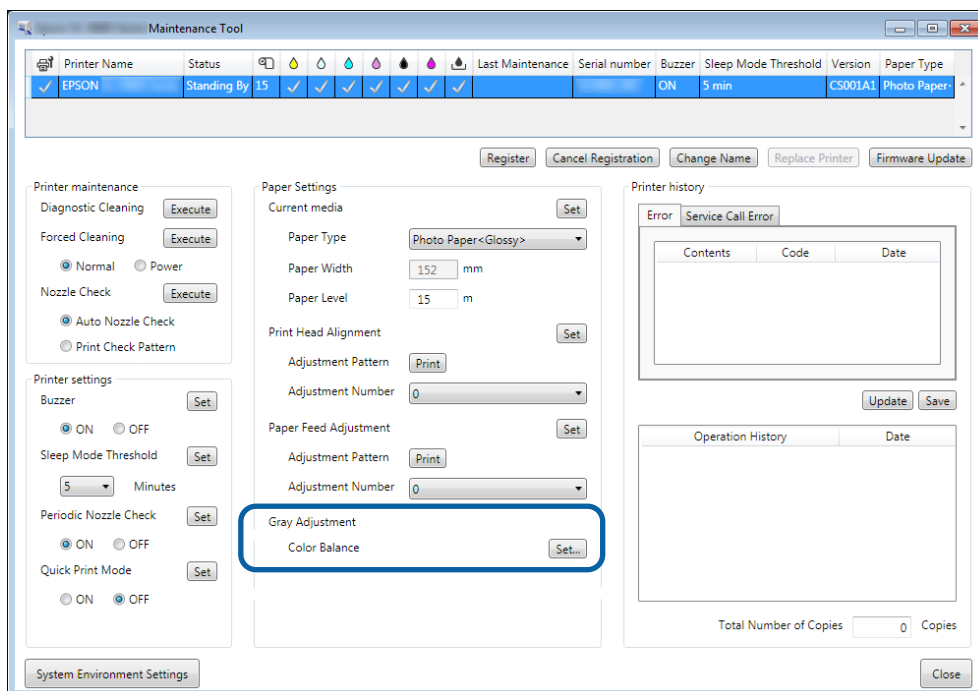 Maintenance Tool
Printer Name Status Last Maintenance Serial number Buzzer Sleep Mode Threshold Version Paper Type
EPSON Standing By 15 ON 5 min CS001A1 Photo Paper·
Register Cancel Registration Change Name Replace Printer Firmware Update
Printer maintenance
Diagnostic Cleaning Execute
Forced Cleaning Execute
Normal Power
Nozzle Check Execute
Auto Nozzle Check
Print Check Pattern
Printer settings
Buzzer Set
ON OFF
Sleep Mode Threshold Set
5 Minutes
Periodic Nozzle Check Set
ON OFF
Quick Print Mode Set
ON OFF
Paper Settings
Current media Set
Paper Type Photo Paper<Glossy>
Paper Width 152 mm
Paper Level 15 m
Print Head Alignment Set
Adjustment Pattern Print
Adjustment Number 0
Paper Feed Adjustment Set
Adjustment Pattern Print
Adjustment Number 0
Gray Adjustment
Color Balance Set...
Printer history
Error Service Call Error
Contents Code Date
Update Save
Operation History Date
Total Number of Copies 0 Copies
System Environment Settings Close